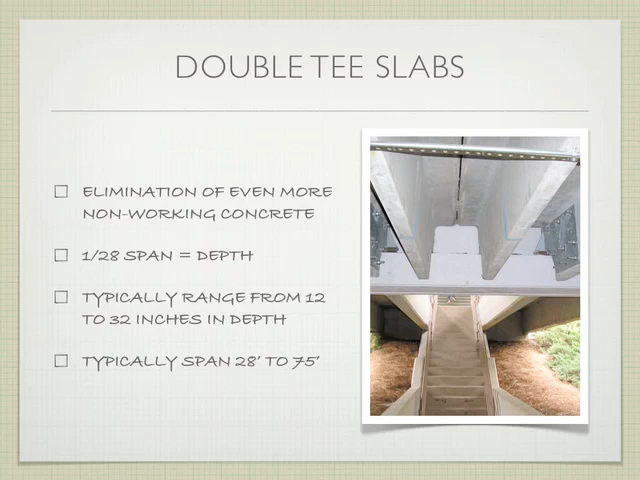 DOUBLE TEE SLABS
ELIMINATION OF EVEN MORE
NON-WORKING CONCRETE
1/28 SPAN = DEPTH
TYPICALLY RANGE FROM 12
TO 32 INCHES IN DEPTH
TYPICALLY SPAN 28' TO 75'